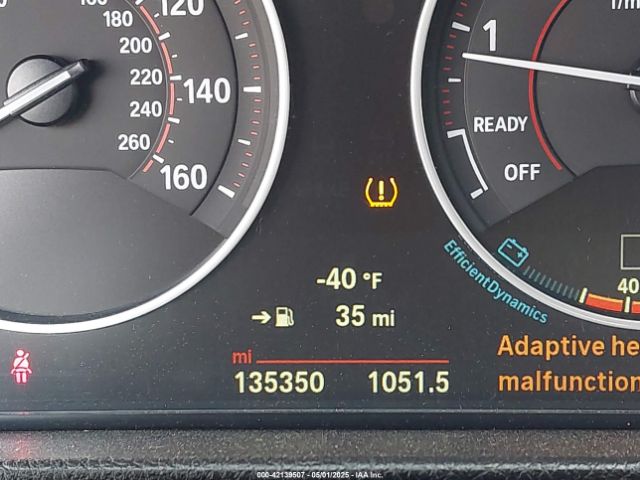 120
160
200
220
140
240
260
160
1
READY
OFF
EfficientDynamics
40
-40 °F
35 mi
mi
135350 1051.5
Adaptive he
malfunction
000-42139507 - 05/01/2025 - IAA Inc.